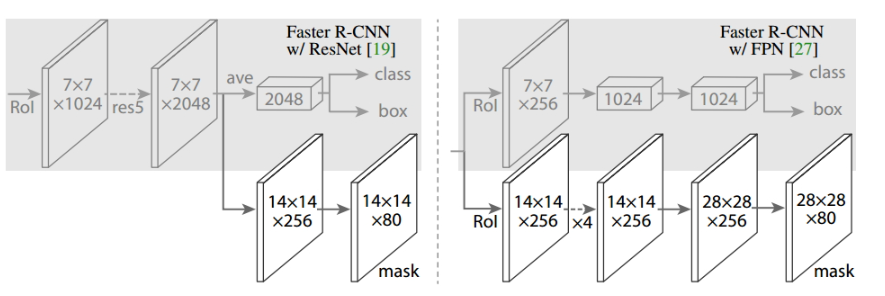 Faster R-CNN
w/ ResNet [19]
RoI
7×7
×1024
res5
7×7
×2048
ave
2048
class
box
14×14
×256
14×14
×80
mask
Faster R-CNN
w/ FPN [27]
RoI
7×7
×256
1024
1024
class
box
RoI
14×14
×256
×4
14×14
×256
28×28
×256
28×28
×80
mask